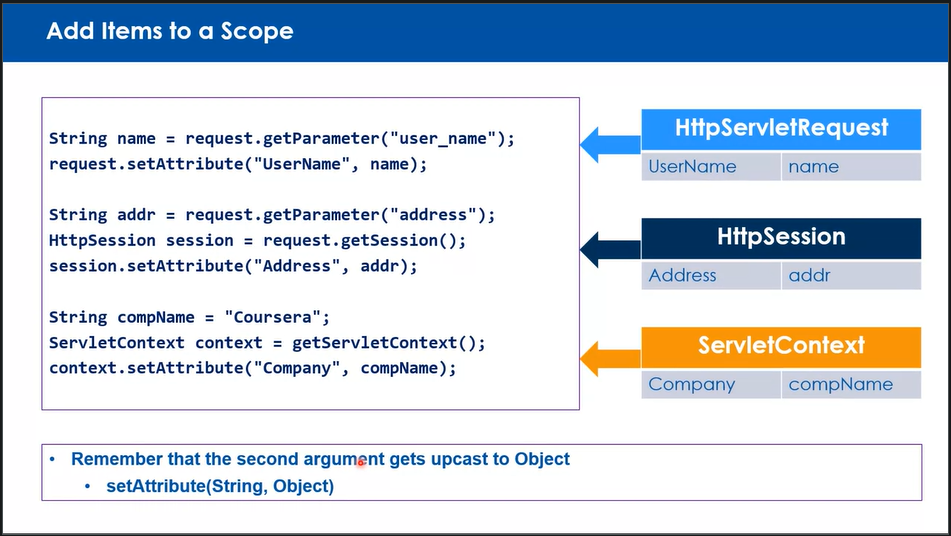 Add Items to a Scope
String name = request.getParameter("user_name");
request.setAttribute("UserName", name);
String addr = request.getParameter("address");
HttpSession session = request.getSession();
session.setAttribute("Address", addr);
String compName = "Coursera";
ServletContext context = getServletContext();
context.setAttribute("Company", compName);
HttpServletRequest
UserName name
HttpSession
Address addr
ServletContext
Company compName
• Remember that the second argument gets upcast to Object
• setAttribute(String, Object)